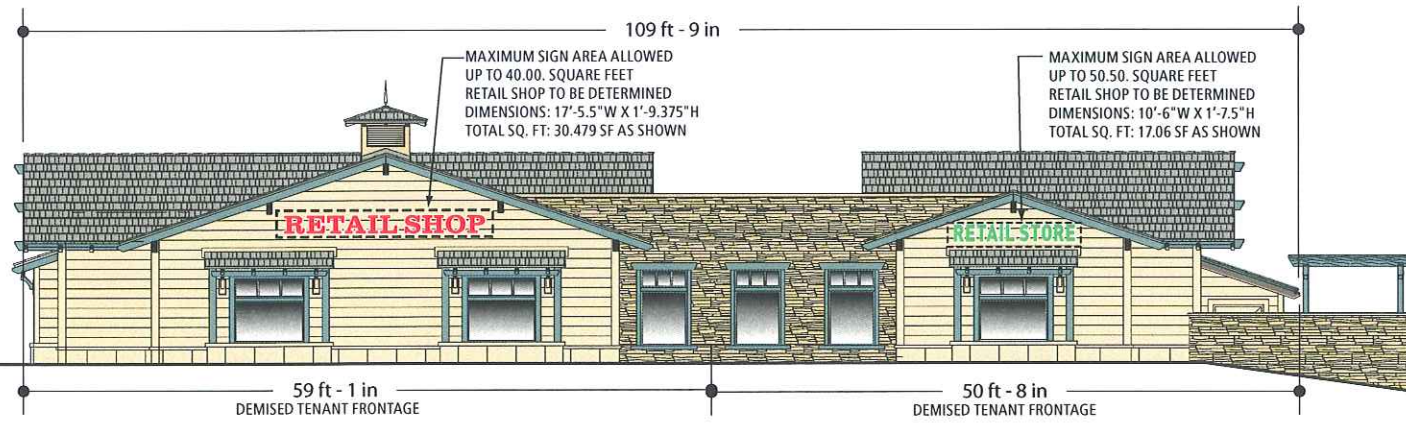 109 ft - 9 in
MAXIMUM SIGN AREA ALLOWED
UP TO 40.00. SQUARE FEET
RETAIL SHOP TO BE DETERMINED
DIMENSIONS: 17'-5.5"W X 1'-9.375"H
TOTAL SQ. FT: 30.479 SF AS SHOWN
MAXIMUM SIGN AREA ALLOWED
UP TO 50.50. SQUARE FEET
RETAIL SHOP TO BE DETERMINED
DIMENSIONS: 10'-6"W X 1'-7.5"H
TOTAL SQ. FT: 17.06 SF AS SHOWN
RETAIL SHOP
RETAIL STORE
59 ft - 1 in
DEMISED TENANT FRONTAGE
50 ft - 8 in
DEMISED TENANT FRONTAGE